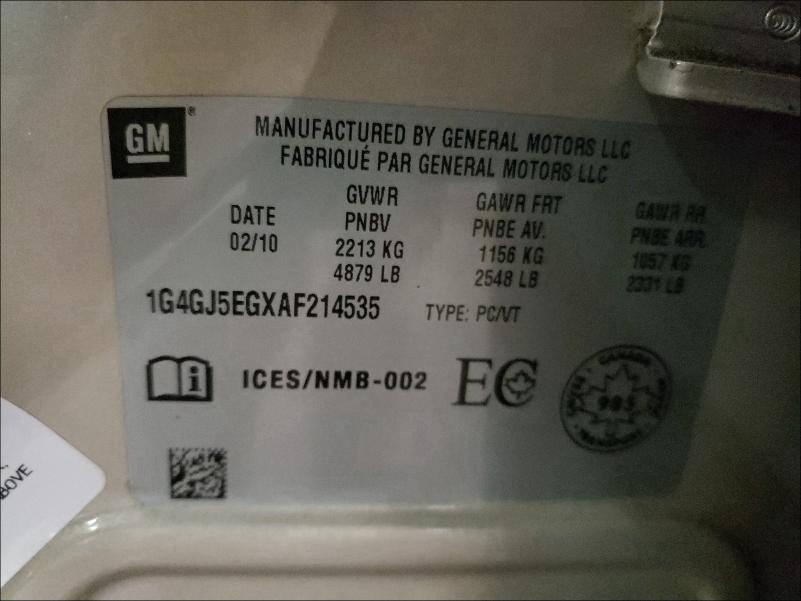 GM ®
MANUFACTURED BY GENERAL MOTORS LLC
FABRIQUÉ PAR GENERAL MOTORS LLC
DATE
02/10
GVWR
PNBV
2213 KG
4879 LB
GAWR FRT
PNBE AV.
1156 KG
2548 LB
GAWR RR
PNBE ARR.
1057 KG
2331 LB
1G4GJ5EGXAF214535
TYPE: PC/VT
ICES/NMB-002
EC
CANADA
BOVE